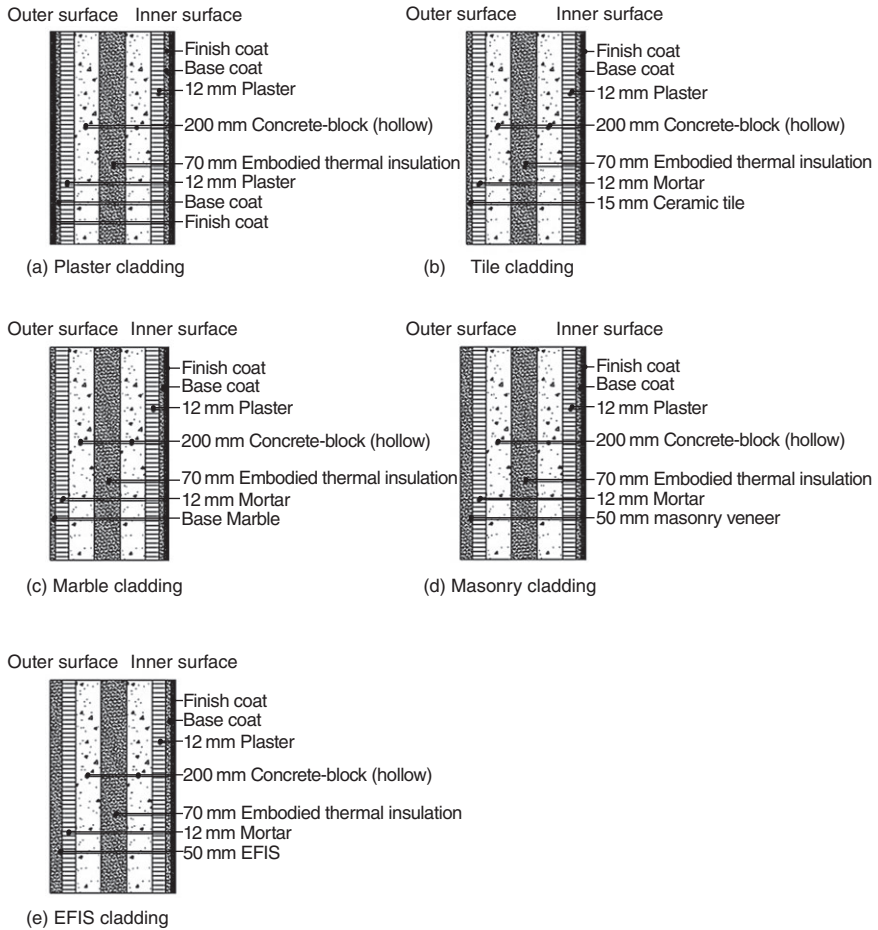 Outer surface Inner surface
Finish coat
Base coat
12 mm Plaster
200 mm Concrete-block (hollow)
70 mm Embodied thermal insulation
12 mm Plaster
Base coat
Finish coat
(a) Plaster cladding
Outer surface Inner surface
Finish coat
Base coat
12 mm Plaster
200 mm Concrete-block (hollow)
70 mm Embodied thermal insulation
12 mm Mortar
15 mm Ceramic tile
(b) Tile cladding
Outer surface Inner surface
Finish coat
Base coat
12 mm Plaster
200 mm Concrete-block (hollow)
70 mm Embodied thermal insulation
12 mm Mortar
Base Marble
(c) Marble cladding
Outer surface Inner surface
Finish coat
Base coat
12 mm Plaster
200 mm Concrete-block (hollow)
70 mm Embodied thermal insulation
12 mm Mortar
50 mm masonry veneer
(d) Masonry cladding
Outer surface Inner surface
Finish coat
Base coat
12 mm Plaster
200 mm Concrete-block (hollow)
70 mm Embodied thermal insulation
12 mm Mortar
50 mm EFIS
(e) EFIS cladding